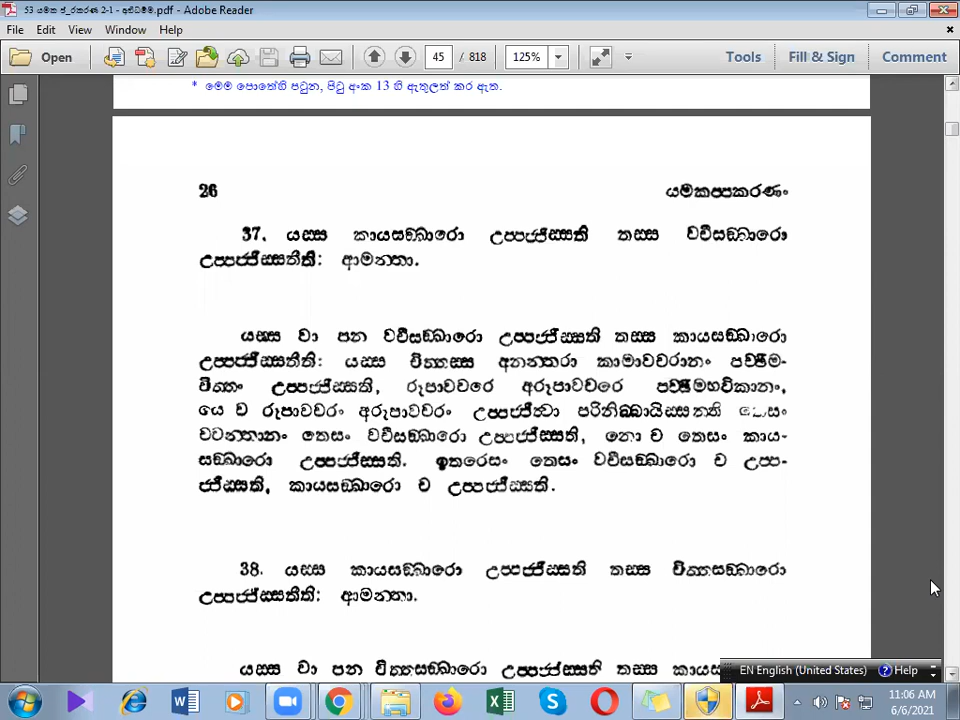 53 යමක ප්‍රකරණ 2-1 - අභිධම්ම.pdf - Adobe Reader
File Edit View Window Help
Open 45 / 818 125% Tools Fill & Sign Comment
* මෙම පොතෙහි පටුන, පිටු අංක 13 හි ඇතුලත් කර ඇත.
26 යමකප්පකරණං
37. යස්ස කායසඞ්ඛාරො උප්පජ්ජිස්සති තස්ස වචීසඞ්ඛාරො
උප්පජ්ජිස්සතීති: ආමන්තා.
යස්ස වා පන වචීසඞ්ඛාරො උප්පජ්ජිස්සති තස්ස කායසඞ්ඛාරො
උප්පජ්ජිස්සතීති: යස්ස චිත්තස්ස අනන්තරා කාමාවචරානං පච්ඡිම-
චිත්තං උප්පජ්ජිස්සති, රූපාවචරෙ අරූපාවචරෙ පච්ඡිමභවිකානං,
යෙ ච රූපාවචරං අරූපාවචරං උප්පජ්ජිත්වා පරිනිබ්බායිස්සන්ති තෙසං
චවන්තානං තෙසං වචීසඞ්ඛාරො උප්පජ්ජිස්සති, නො ච තෙසං කාය-
සඞ්ඛාරො උප්පජ්ජිස්සති. ඉතරෙසං තෙසං වචීසඞ්ඛාරො ච උප්ප-
ජ්ජිස්සති, කායසඞ්ඛාරො ච උප්පජ්ජිස්සති.
38. යස්ස කායසඞ්ඛාරො උප්පජ්ජිස්සති තස්ස චිත්තසඞ්ඛාරො
උප්පජ්ජිස්සතීති: ආමන්තා.
යස්ස වා පන චිත්තසඞ්ඛාරො උප්පජ්ජිස්සති තස්ස
EN English (United States) Help
11:06 AM
6/6/2021